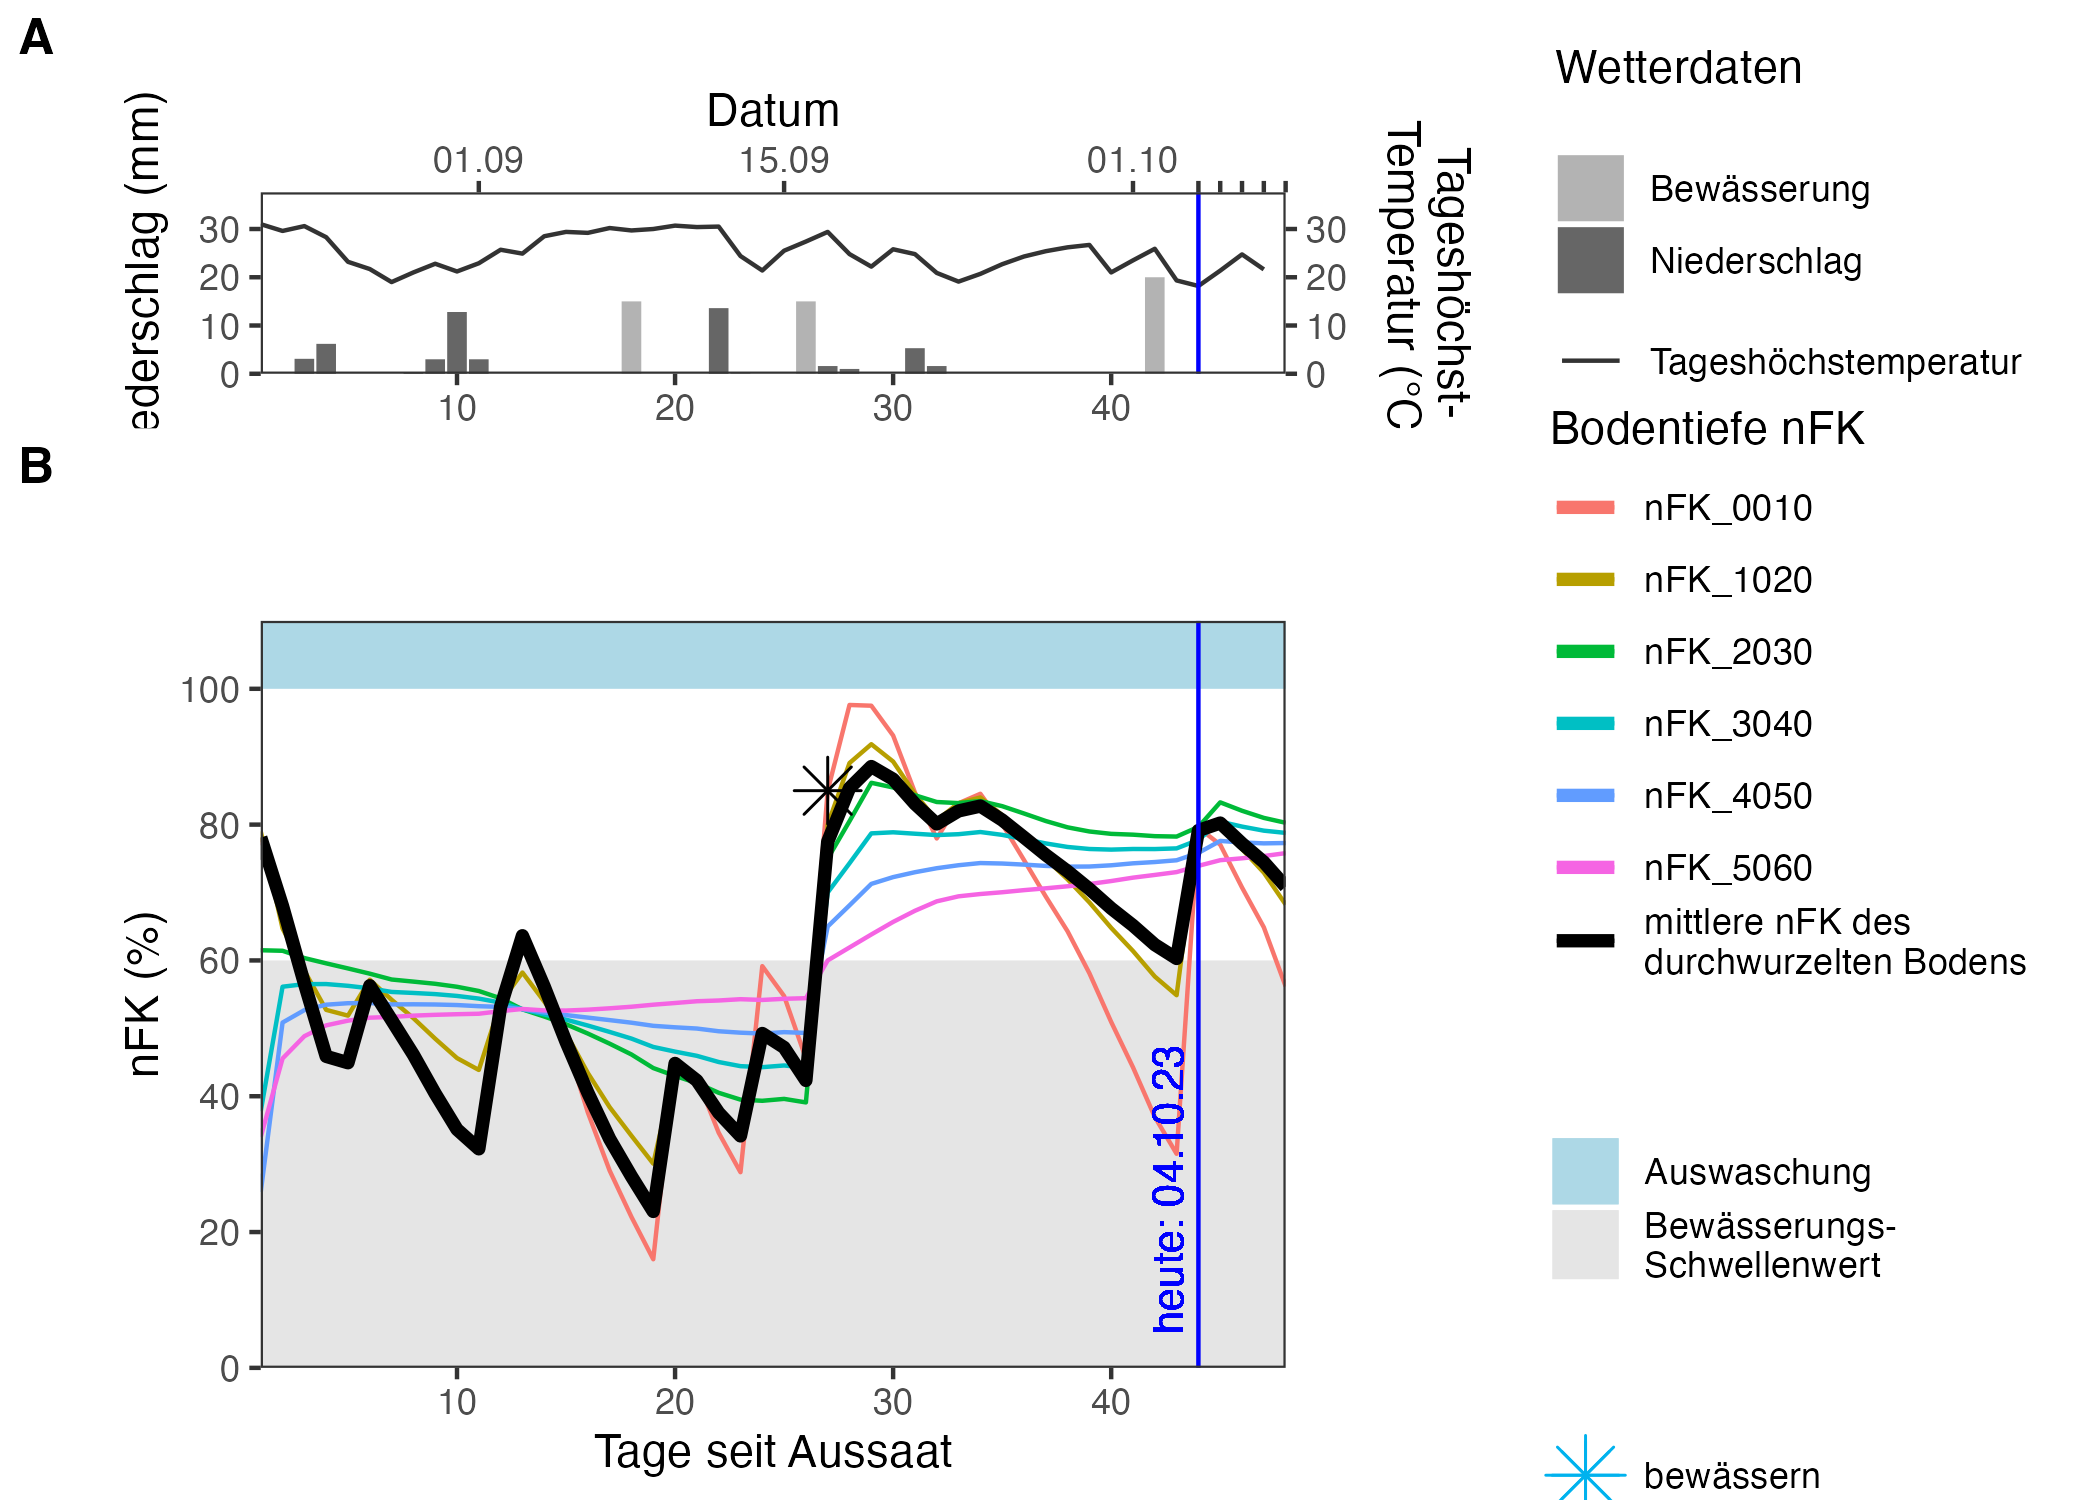 A
Datum
01.09 15.09 01.10
ederschlag (mm)
30
20
10
0
30
20
10
0
Tageshöchst-
Temperatur (°C
10 20 30 40
B
nFK (%)
100
80
60
40
20
0
heute: 04.10.23
10 20 30 40
Tage seit Aussaat
Wetterdaten
Bewässerung
Niederschlag
Tageshöchstemperatur
Bodentiefe nFK
nFK_0010
nFK_1020
nFK_2030
nFK_3040
nFK_4050
nFK_5060
mittlere nFK des
durchwurzelten Bodens
Auswaschung
Bewässerungs-
Schwellenwert
bewässern